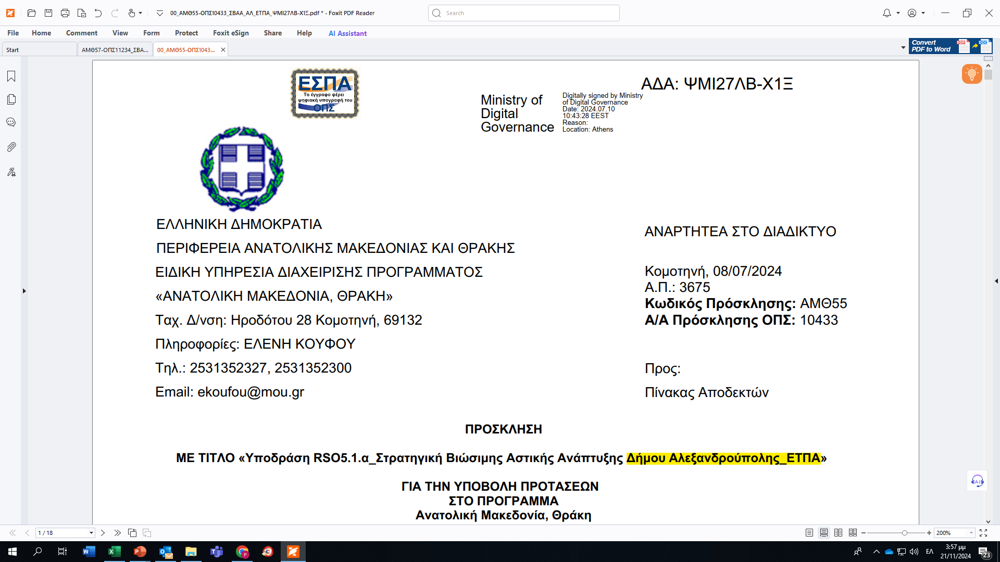 00_ΑΜΘ55-ΟΠΣ10433_ΣΒΑΑ_ΑΛ_ΕΤΠΑ_ΨΜΙ27ΛΒ-Χ1Ξ.pdf * - Foxit PDF Reader
Search
File Home Comment View Form Protect Foxit eSign Share Help AI Assistant
Start
ΑΜΘ57-ΟΠΣ11234_ΣΒΑ...
00_ΑΜΘ55-ΟΠΣ1043...
Convert
PDF to Word
PDF
DOC
ΕΣΠΑ
Το έγγραφο φέρει
ψηφιακή υπογραφή του
ΟΠΣ
ΑΔΑ: ΨΜΙ27ΛΒ-Χ1Ξ
Ministry of
Digital
Governance
Digitally signed by Ministry
of Digital Governance
Date: 2024.07.10
10:43:28 EEST
Reason:
Location: Athens
ΕΛΛΗΝΙΚΗ ΔΗΜΟΚΡΑΤΙΑ
ΠΕΡΙΦΕΡΕΙΑ ΑΝΑΤΟΛΙΚΗΣ ΜΑΚΕΔΟΝΙΑΣ ΚΑΙ ΘΡΑΚΗΣ
ΕΙΔΙΚΗ ΥΠΗΡΕΣΙΑ ΔΙΑΧΕΙΡΙΣΗΣ ΠΡΟΓΡΑΜΜΑΤΟΣ
«ΑΝΑΤΟΛΙΚΗ ΜΑΚΕΔΟΝΙΑ, ΘΡΑΚΗ»
Ταχ. Δ/νση: Ηροδότου 28 Κομοτηνή, 69132
Πληροφορίες: ΕΛΕΝΗ ΚΟΥΦΟΥ
Τηλ.: 2531352327, 2531352300
Email: ekoufou@mou.gr
ΑΝΑΡΤΗΤΕΑ ΣΤΟ ΔΙΑΔΙΚΤΥΟ
Κομοτηνή, 08/07/2024
Α.Π.: 3675
Κωδικός Πρόσκλησης: ΑΜΘ55
Α/Α Πρόσκλησης ΟΠΣ: 10433
Προς:
Πίνακας Αποδεκτών
ΠΡΟΣΚΛΗΣΗ
ΜΕ ΤΙΤΛΟ «Υποδράση RSO5.1.α_Στρατηγική Βιώσιμης Αστικής Ανάπτυξης Δήμου Αλεξανδρούπολης_ΕΤΠΑ»
ΓΙΑ ΤΗΝ ΥΠΟΒΟΛΗ ΠΡΟΤΑΣΕΩΝ
ΣΤΟ ΠΡΟΓΡΑΜΜΑ
Ανατολική Μακεδονία, Θράκη
AI
1 / 18
200%
ΕΛ
3:57 μμ
21/11/2024
23